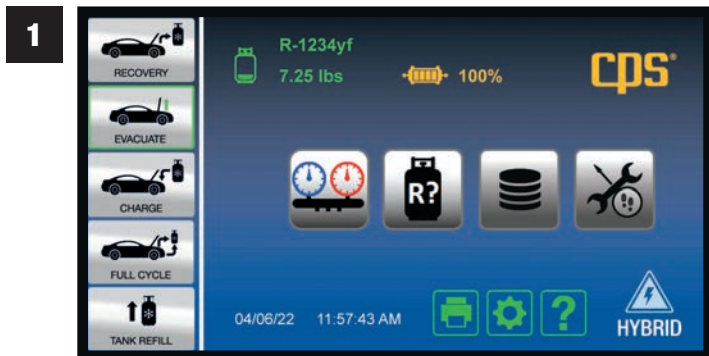 1
RECOVERY
EVACUATE
CHARGE
FULL CYCLE
TANK REFILL
R-1234yf
7.25 lbs
100%
cps®
R?
04/06/22 11:57:43 AM
?
HYBRID